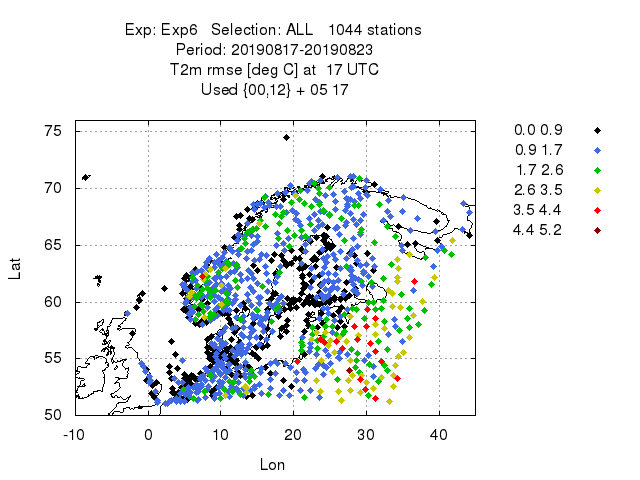 Exp: Exp6 Selection: ALL 1044 stations
Period: 20190817-20190823
T2m rmse [deg C] at 17 UTC
Used {00,12} + 05 17
75
70
65
60
55
50
Lat
-10 0 10 20 30 40
Lon
0.0 0.9
0.9 1.7
1.7 2.6
2.6 3.5
3.5 4.4
4.4 5.2